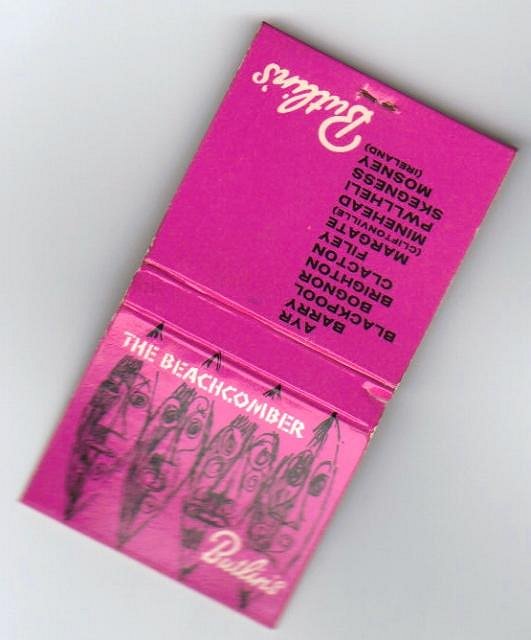 THE BEACHCOMBER
Butlin's
AYR
BARRY
BLACKPOOL
BOGNOR
BRIGHTON
CLACTON
FILEY
MARGATE
(CLIFTONVILLE)
MINEHEAD
PWLLHELI
SKEGNESS
MOSNEY
(IRELAND)
Butlin's